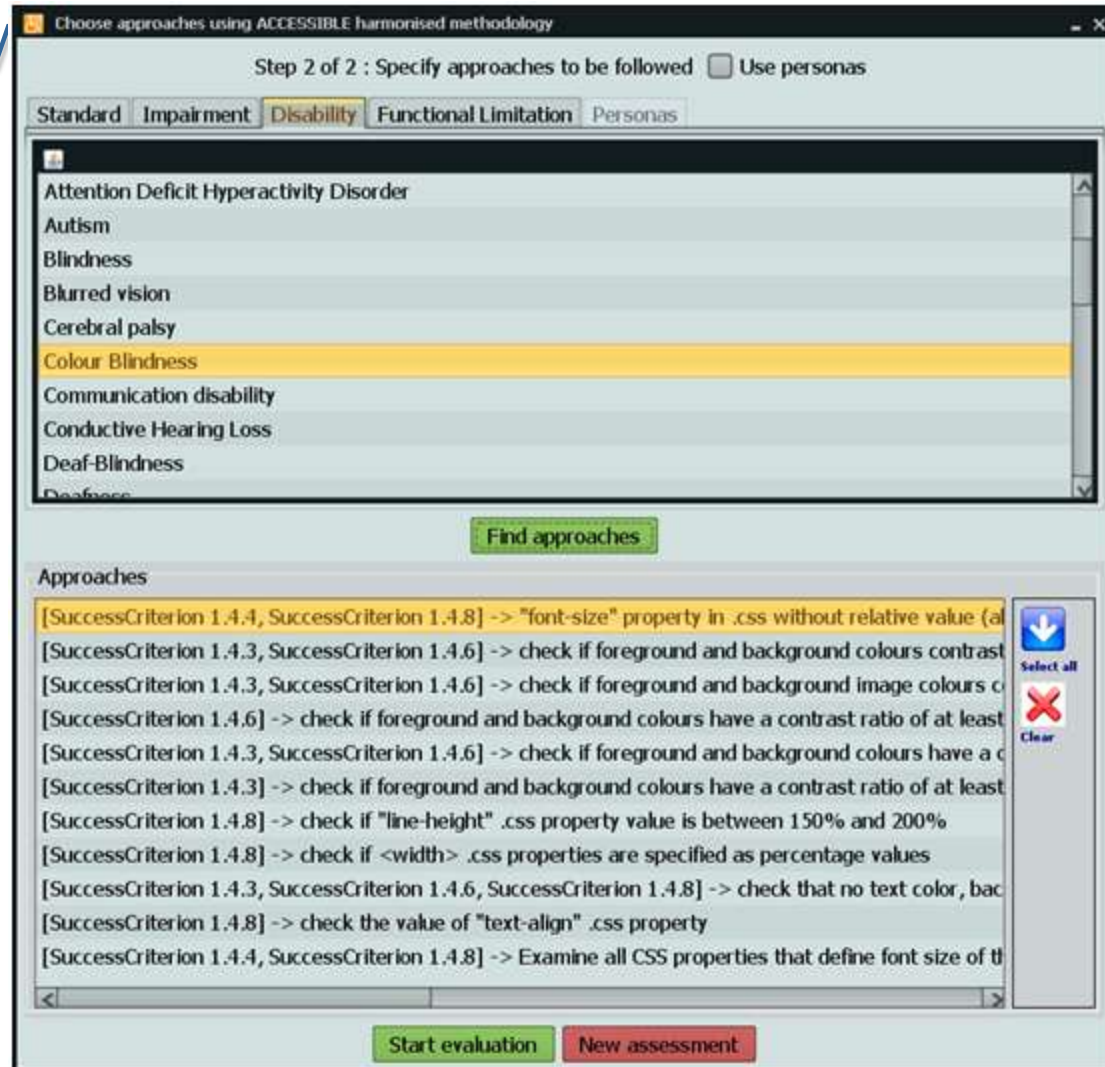 Choose approaches using ACCESSIBLE harmonised methodology
Step 2 of 2 : Specify approaches to be followed Use personas
Standard Impairment Disability Functional Limitation Personas
Attention Deficit Hyperactivity Disorder
Autism
Blindness
Blurred vision
Cerebral palsy
Colour Blindness
Communication disability
Conductive Hearing Loss
Deaf-Blindness
Deafness
Find approaches
Approaches
[SuccessCriterion 1.4.4, SuccessCriterion 1.4.8] -> "font-size" property in .css without relative value (al
[SuccessCriterion 1.4.3, SuccessCriterion 1.4.6] -> check if foreground and background colours contrast
[SuccessCriterion 1.4.3, SuccessCriterion 1.4.6] -> check if foreground and background image colours c
[SuccessCriterion 1.4.6] -> check if foreground and background colours have a contrast ratio of at least
[SuccessCriterion 1.4.3, SuccessCriterion 1.4.6] -> check if foreground and background colours have a c
[SuccessCriterion 1.4.3] -> check if foreground and background colours have a contrast ratio of at least
[SuccessCriterion 1.4.8] -> check if "line-height" .css property value is between 150% and 200%
[SuccessCriterion 1.4.8] -> check if <width> .css properties are specified as percentage values
[SuccessCriterion 1.4.3, SuccessCriterion 1.4.6, SuccessCriterion 1.4.8] -> check that no text color, bac
[SuccessCriterion 1.4.8] -> check the value of "text-align" .css property
[SuccessCriterion 1.4.4, SuccessCriterion 1.4.8] -> Examine all CSS properties that define font size of th
Select all
Clear
Start evaluation New assessment